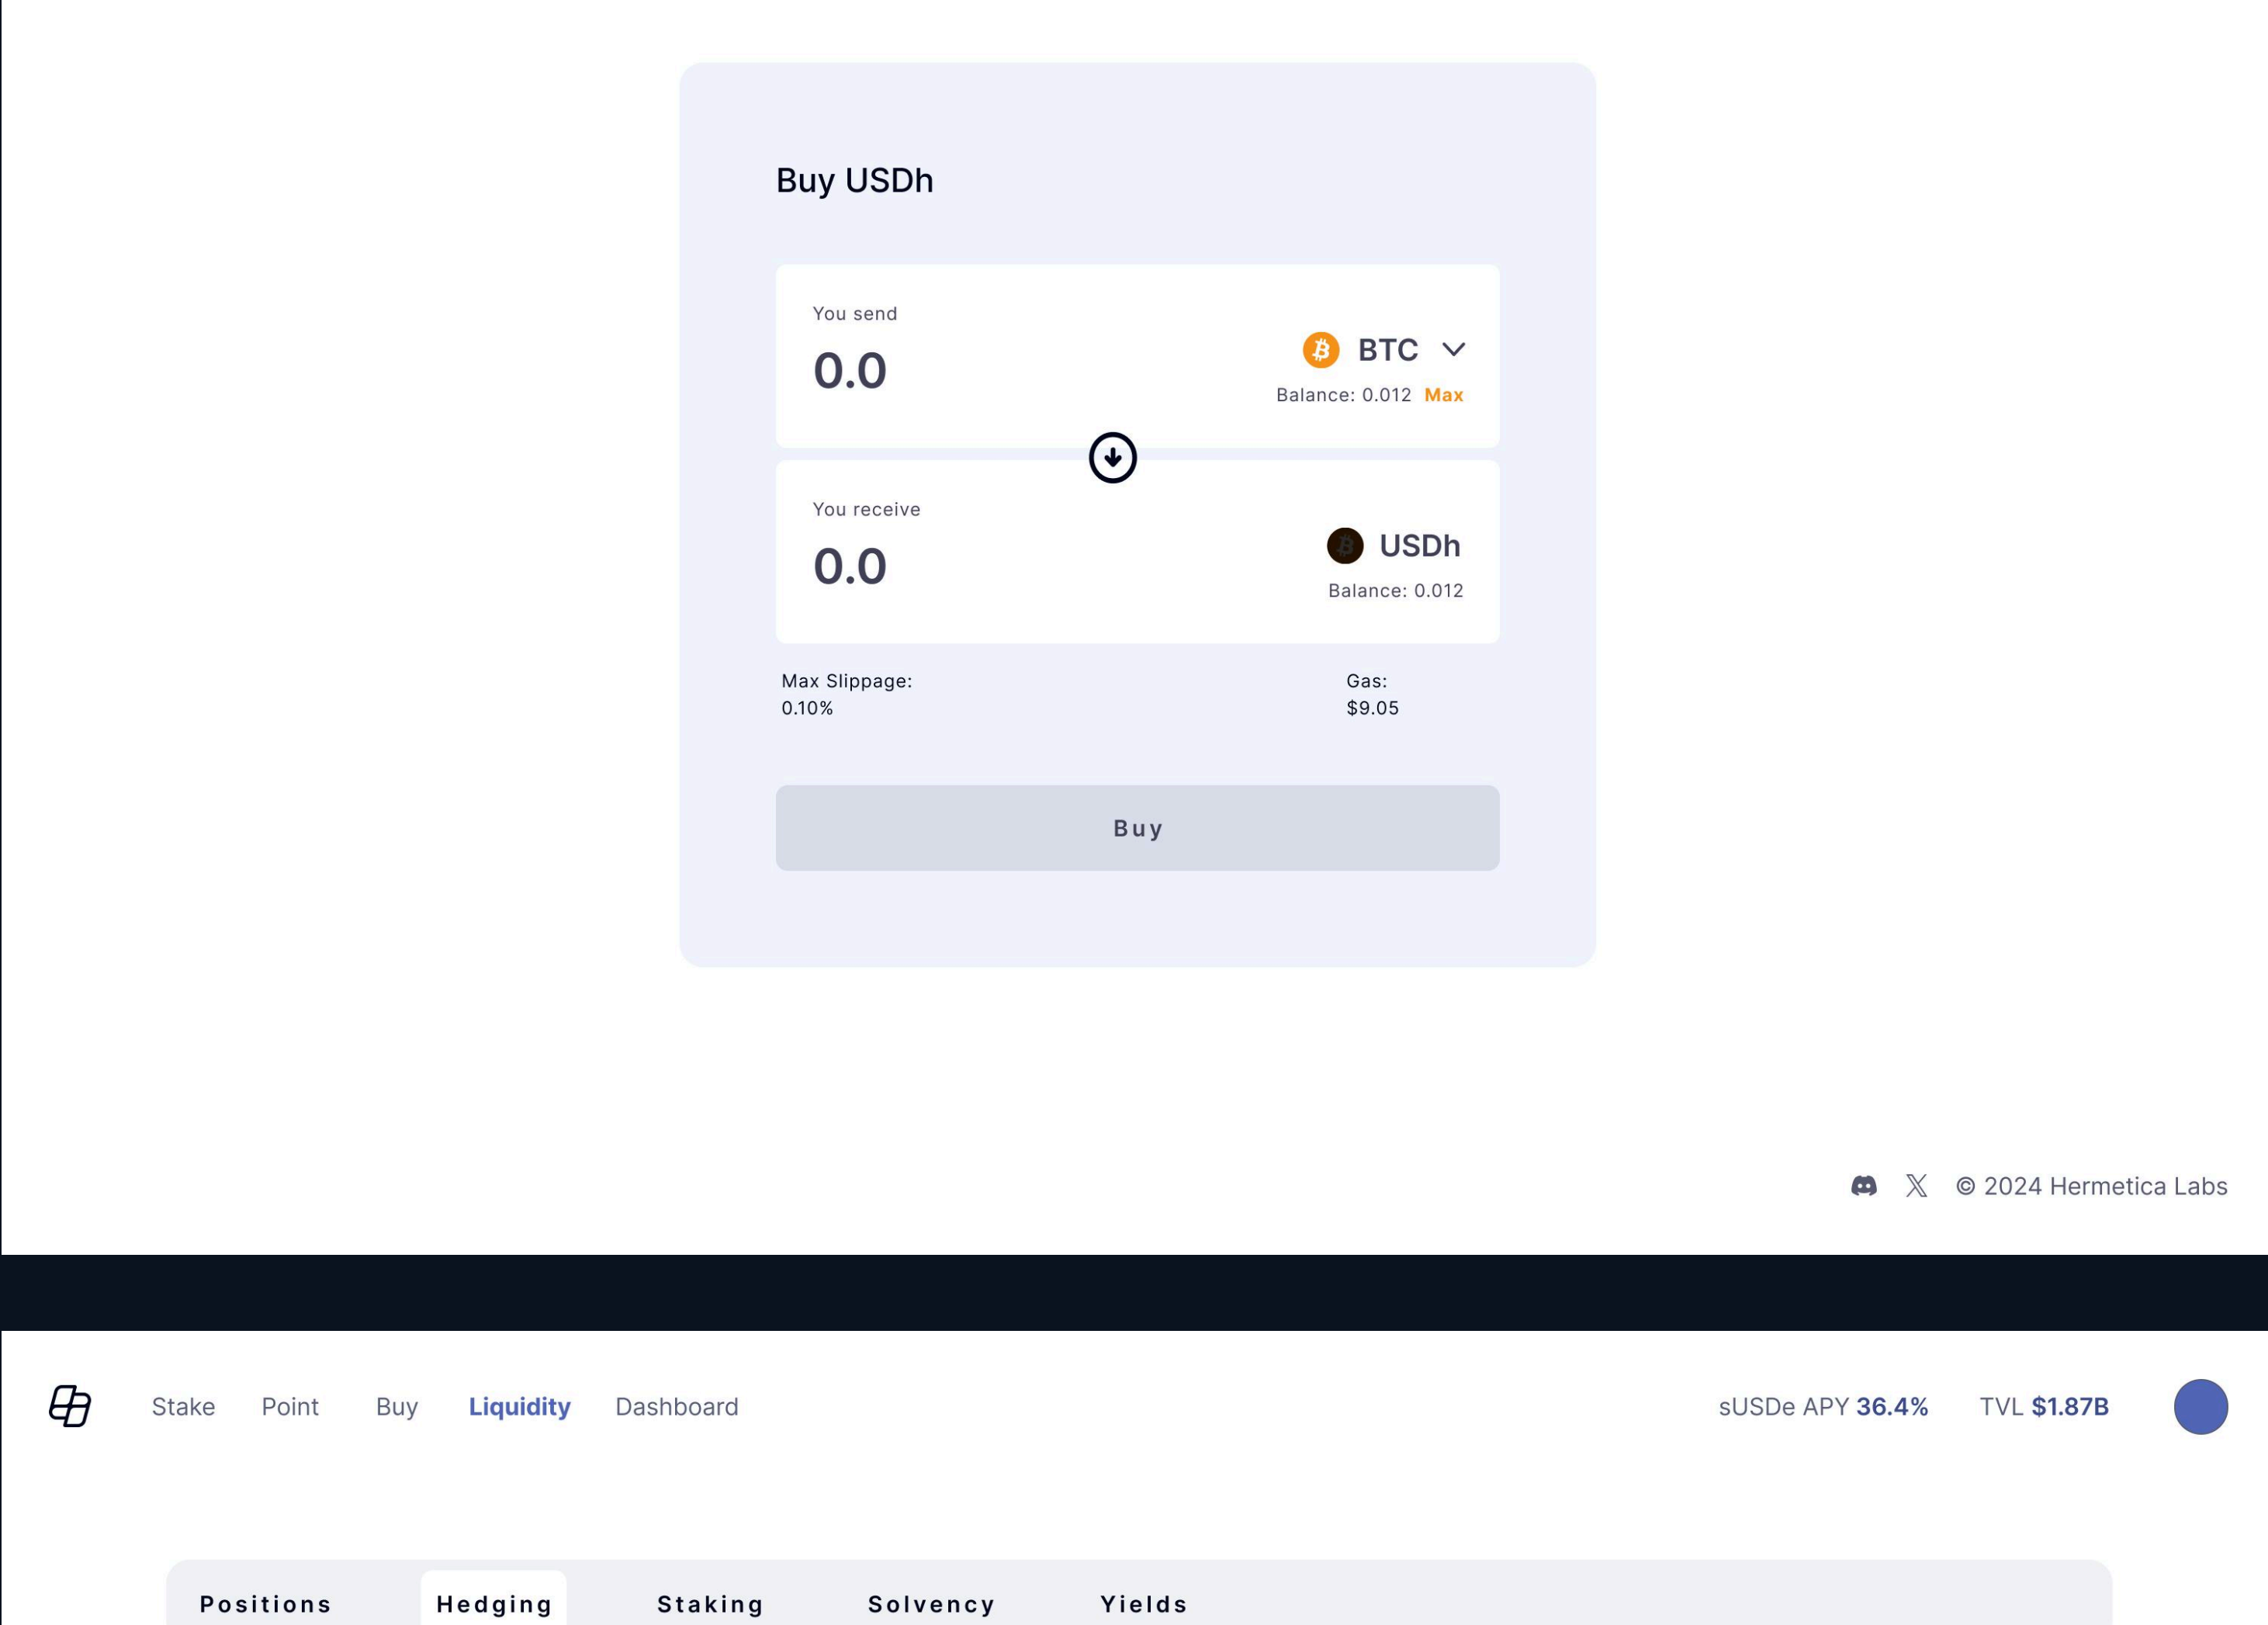 Buy USDh
You send
0.0
BTC
Balance: 0.012 Max
You receive
0.0
USDh
Balance: 0.012
Max Slippage:
0.10%
Gas:
$9.05
Buy
© 2024 Hermetica Labs
Stake Point Buy Liquidity Dashboard sUSDe APY 36.4% TVL $1.87B
Positions Hedging Staking Solvency Yields